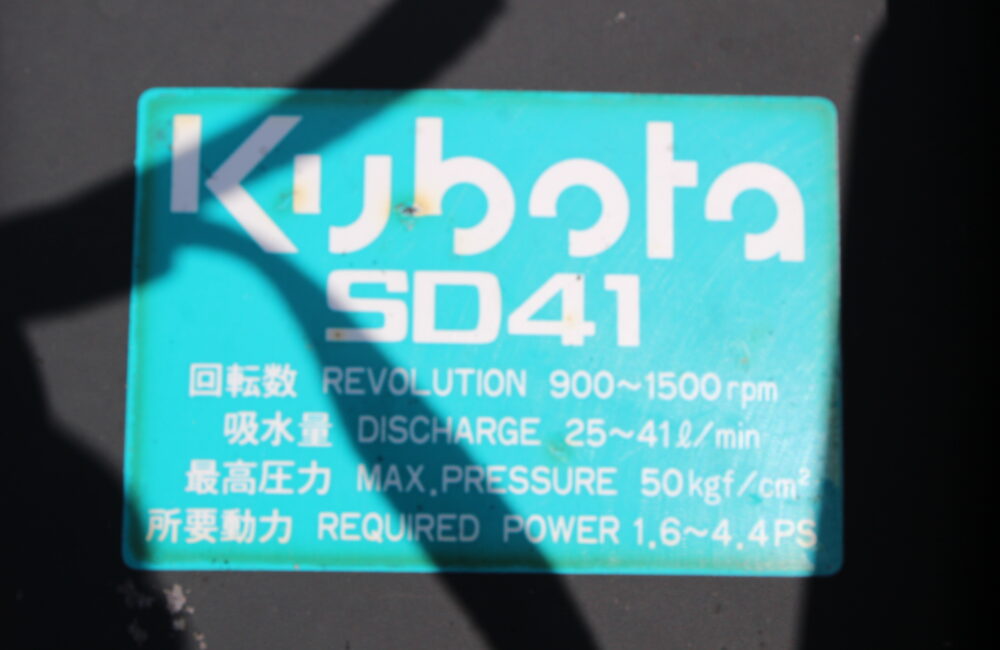 Kubota
SD41
回転数 REVOLUTION 900~1500rpm
吸水量 DISCHARGE 25~41ℓ/min
最高圧力 MAX.PRESSURE 50kgf/cm²
所要動力 REQUIRED POWER 1.6~4.4PS